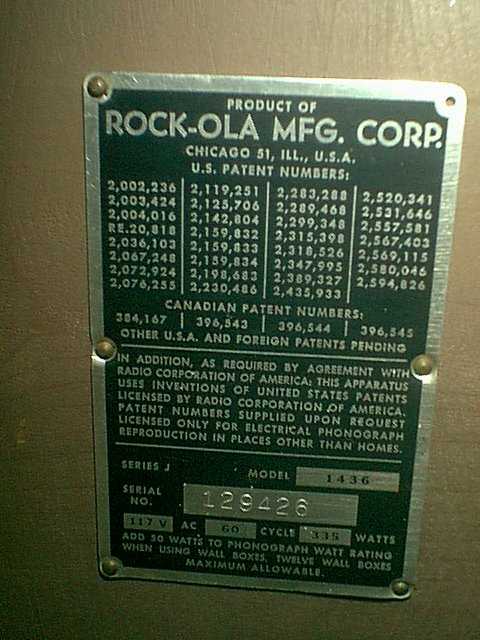 PRODUCT OF
ROCK-OLA MFG. CORP.
CHICAGO 51, ILL., U.S.A.
U.S. PATENT NUMBERS:
2,002,236 2,119,251 2,283,288 2,520,341
2,003,424 2,125,706 2,289,468 2,531,646
2,004,016 2,142,804 2,299,348 2,557,581
RE.20,818 2,159,832 2,315,398 2,567,403
2,036,103 2,159,833 2,318,526 2,569,115
2,067,248 2,159,834 2,347,995 2,580,046
2,072,924 2,198,683 2,389,327 2,594,826
2,076,255 2,230,486 2,435,933
CANADIAN PATENT NUMBERS:
384,167 396,543 396,544 396,545
OTHER U.S.A. AND FOREIGN PATENTS PENDING
IN ADDITION, AS REQUIRED BY AGREEMENT WITH
RADIO CORPORATION OF AMERICA: THIS APPARATUS
USES INVENTIONS OF UNITED STATES PATENTS
LICENSED BY RADIO CORPORATION OF AMERICA.
PATENT NUMBERS SUPPLIED UPON REQUEST
LICENSED ONLY FOR ELECTRICAL PHONOGRAPH
REPRODUCTION IN PLACES OTHER THAN HOMES.
SERIES J MODEL 1436
SERIAL NO. 129426
117 V AC 60 CYCLE 335 WATTS
ADD 50 WATTS TO PHONOGRAPH WATT RATING
WHEN USING WALL BOXES. TWELVE WALL BOXES
MAXIMUM ALLOWABLE.